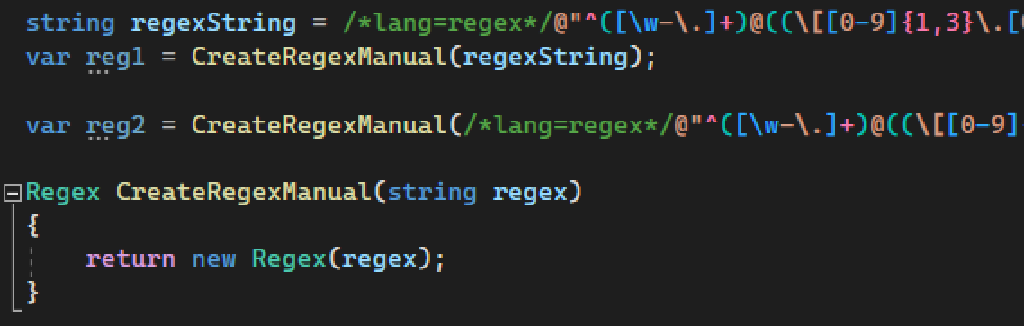 string regexString = /*lang=regex*/@"^([\w-\.]+)@((\[[0-9]{1,3}\.[
var reg1 = CreateRegexManual(regexString);
var reg2 = CreateRegexManual(/*lang=regex*/@"^([\w-\.]+)@((\[[0-9]
Regex CreateRegexManual(string regex)
{
return new Regex(regex);
}